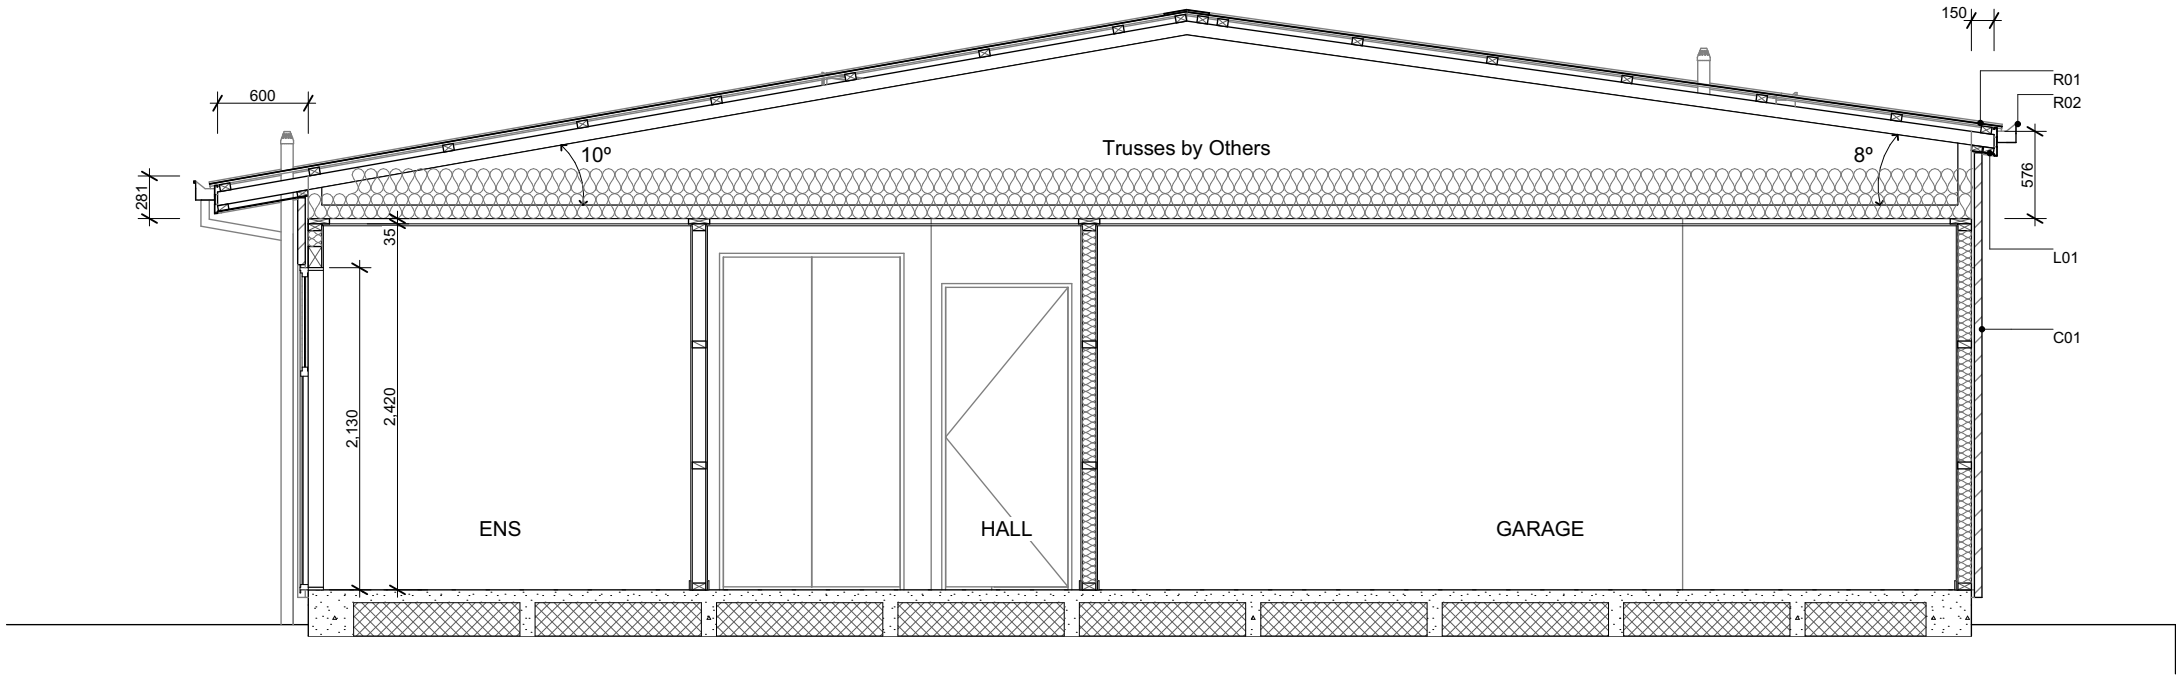 150
R01
R02
600
Trusses by Others
10º
8º
576
281
35
L01
C01
2,420
2,130
ENS
HALL
GARAGE